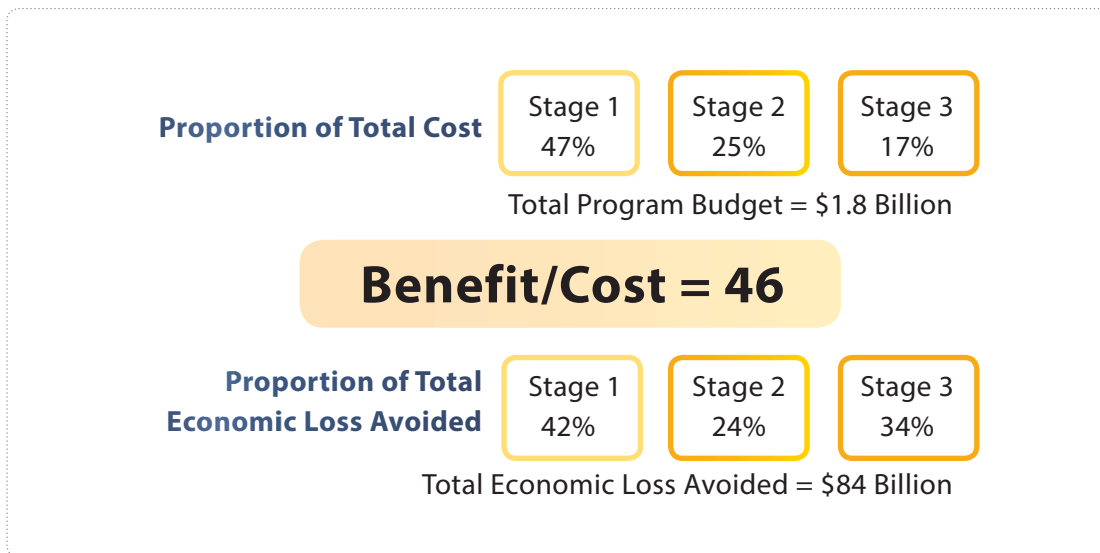 Proportion of Total Cost
Stage 1
47%
Stage 2
25%
Stage 3
17%
Total Program Budget = $1.8 Billion
Benefit/Cost = 46
Proportion of Total
Economic Loss Avoided
Stage 1
42%
Stage 2
24%
Stage 3
34%
Total Economic Loss Avoided = $84 Billion